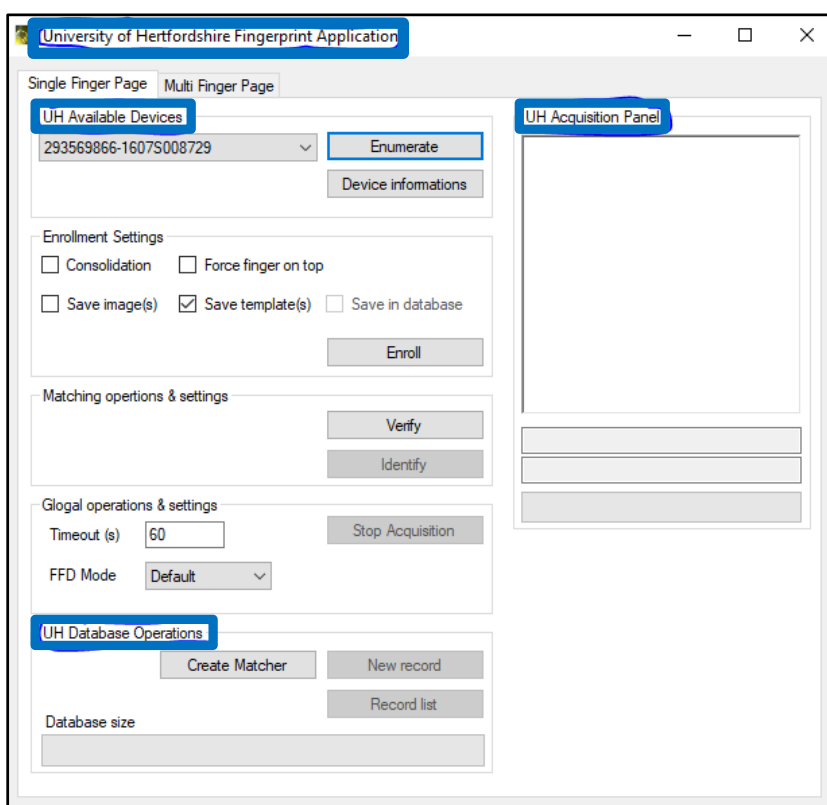 University of Hertfordshire Fingerprint Application
Single Finger Page Multi Finger Page
UH Available Devices
293569866-1607S008729 Enumerate
Device informations
Enrollment Settings
Consolidation Force finger on top
Save image(s) Save template(s) Save in database
Enroll
Matching opertions & settings
Verify
Identify
Glogal operations & settings
Timeout (s) 60 Stop Acquisition
FFD Mode Default
UH Database Operations
Create Matcher New record
Record list
Database size
UH Acquisition Panel